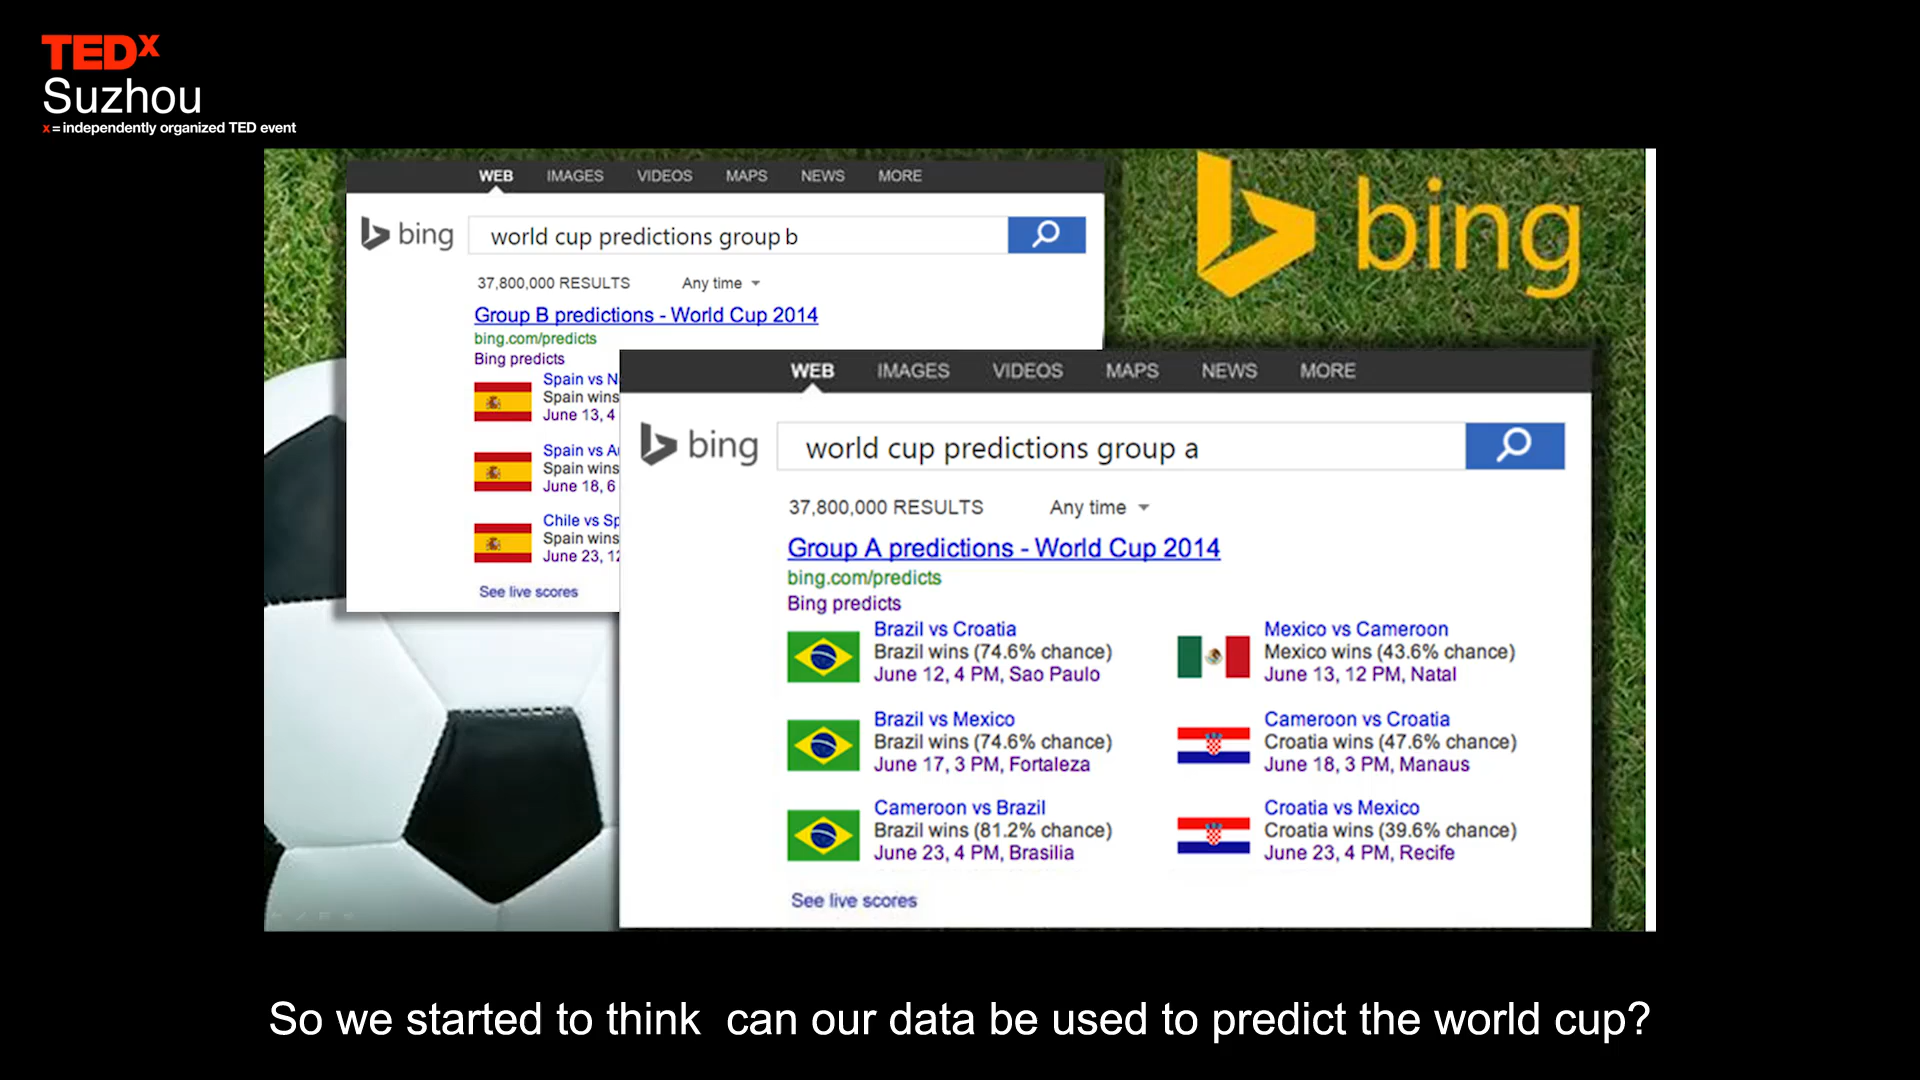 TEDx
Suzhou
x = independently organized TED event
WEB IMAGES VIDEOS MAPS NEWS MORE
bing
world cup predictions group b
37,800,000 RESULTS Any time
Group B predictions - World Cup 2014
bing.com/predicts
Bing predicts
Spain vs
Spain wins
June 13, 4
Spain vs
Spain wins
June 18, 6
Chile vs
Spain wins
June 23,
See live scores
bing
WEB IMAGES VIDEOS MAPS NEWS MORE
bing
world cup predictions group a
37,800,000 RESULTS Any time
Group A predictions - World Cup 2014
bing.com/predicts
Bing predicts
Brazil vs Croatia
Brazil wins (74.6% chance)
June 12, 4 PM, Sao Paulo
Mexico vs Cameroon
Mexico wins (43.6% chance)
June 13, 12 PM, Natal
Brazil vs Mexico
Brazil wins (74.6% chance)
June 17, 3 PM, Fortaleza
Cameroon vs Croatia
Croatia wins (47.6% chance)
June 18, 3 PM, Manaus
Cameroon vs Brazil
Brazil wins (81.2% chance)
June 23, 4 PM, Brasilia
Croatia vs Mexico
Croatia wins (39.6% chance)
June 23, 4 PM, Recife
See live scores
So we started to think can our data be used to predict the world cup?